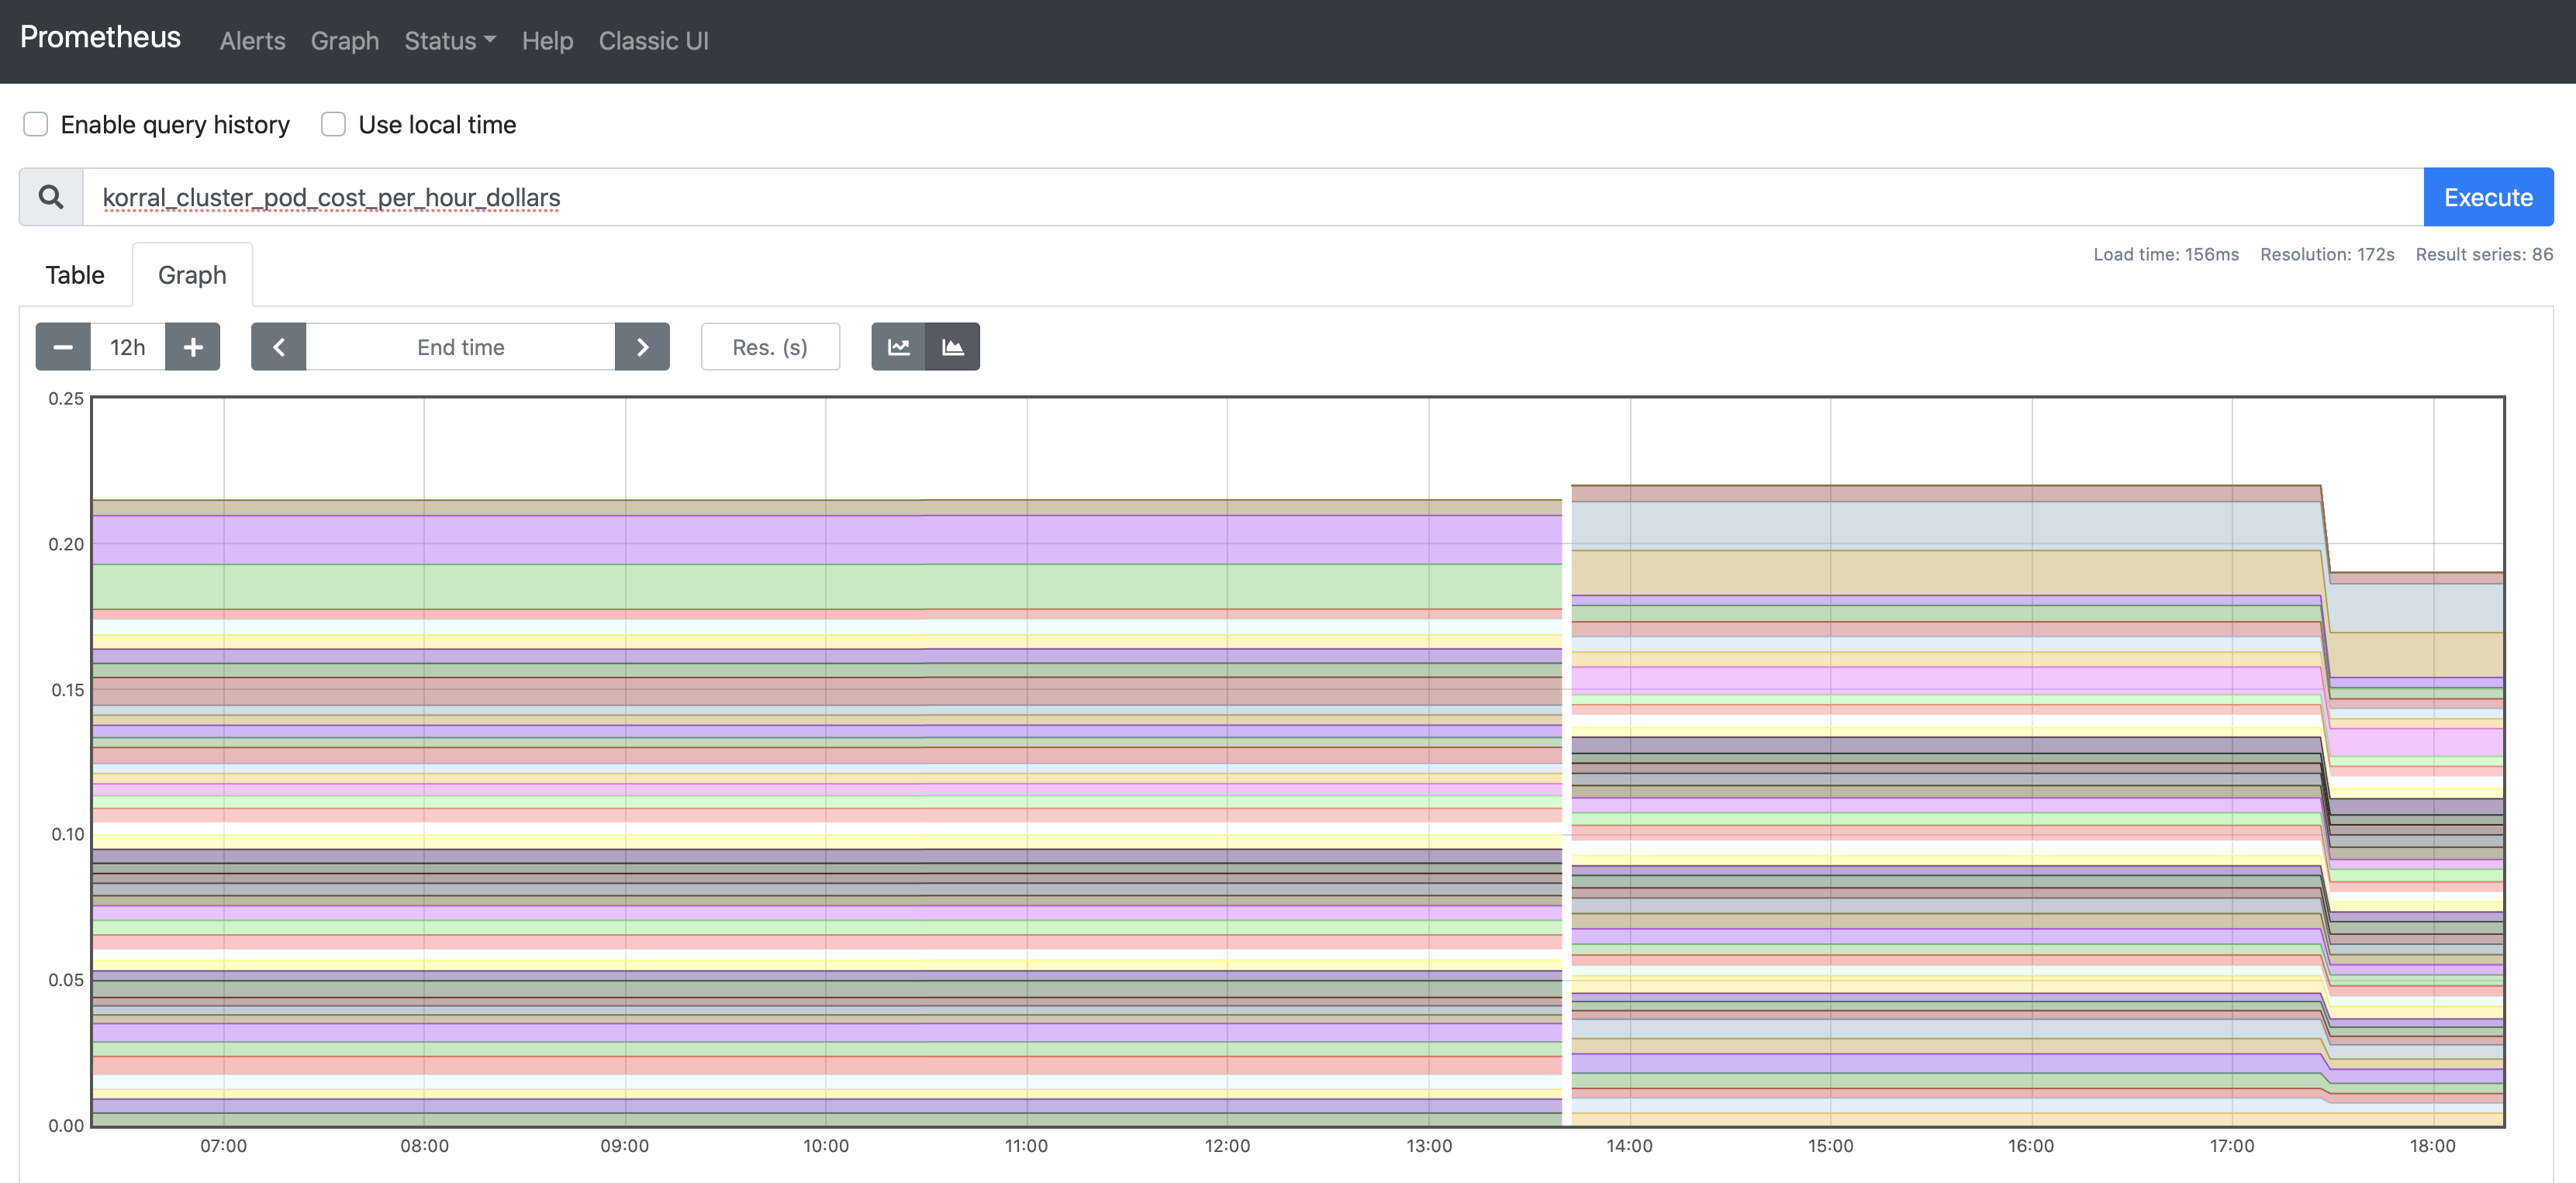 Prometheus Alerts Graph Status Help Classic UI
Enable query history Use local time
korral_cluster_pod_cost_per_hour_dollars Execute
Load time: 156ms Resolution: 172s Result series: 86
Table Graph
12h End time Res. (s)
0.25
0.20
0.15
0.10
0.05
0.00
07:00 08:00 09:00 10:00 11:00 12:00 13:00 14:00 15:00 16:00 17:00 18:00